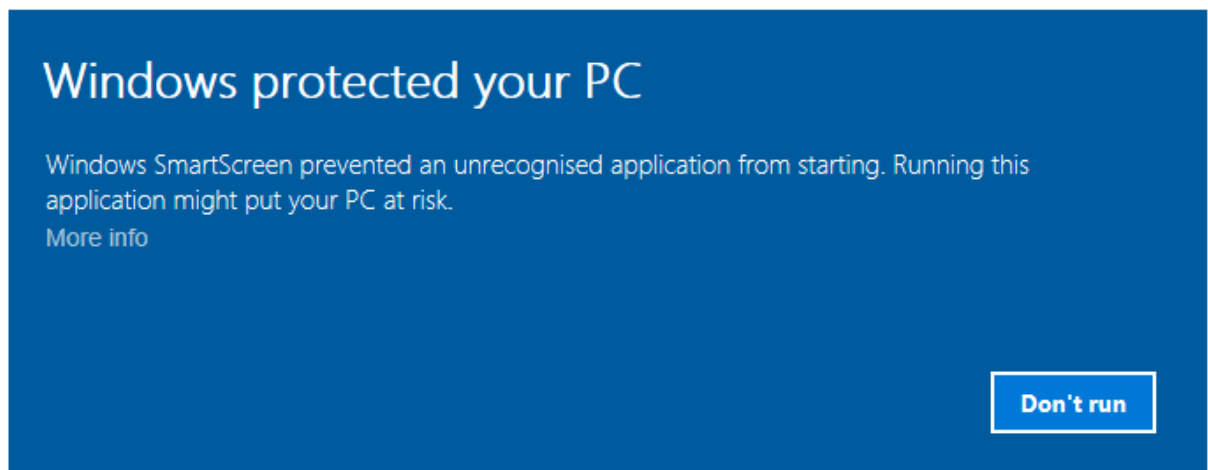 Windows protected your PC
Windows SmartScreen prevented an unrecognised application from starting. Running this
application might put your PC at risk.
More info
Don't run